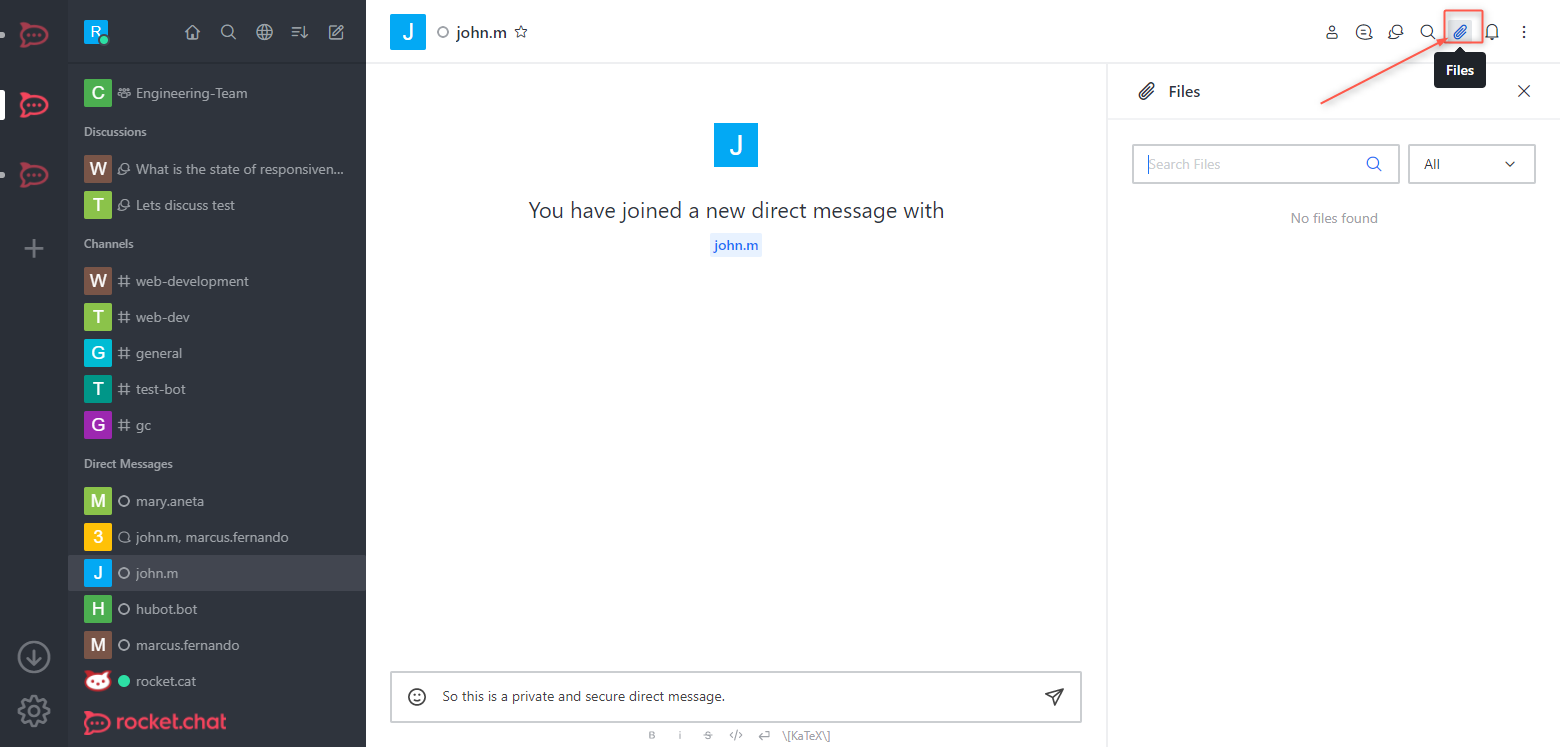 R
C Engineering-Team
Discussions
W What is the state of responsiven...
T Lets discuss test
Channels
W web-development
T web-dev
G general
T test-bot
G gc
Direct Messages
M mary.aneta
3 john.m, marcus.fernando
J john.m
H hubot.bot
M marcus.fernando
rocket.cat
rocket.chat
J john.m
J
You have joined a new direct message with
john.m
So this is a private and secure direct message.
B i S </> \[KaTeX\]
Files
Files
Search Files
All
No files found